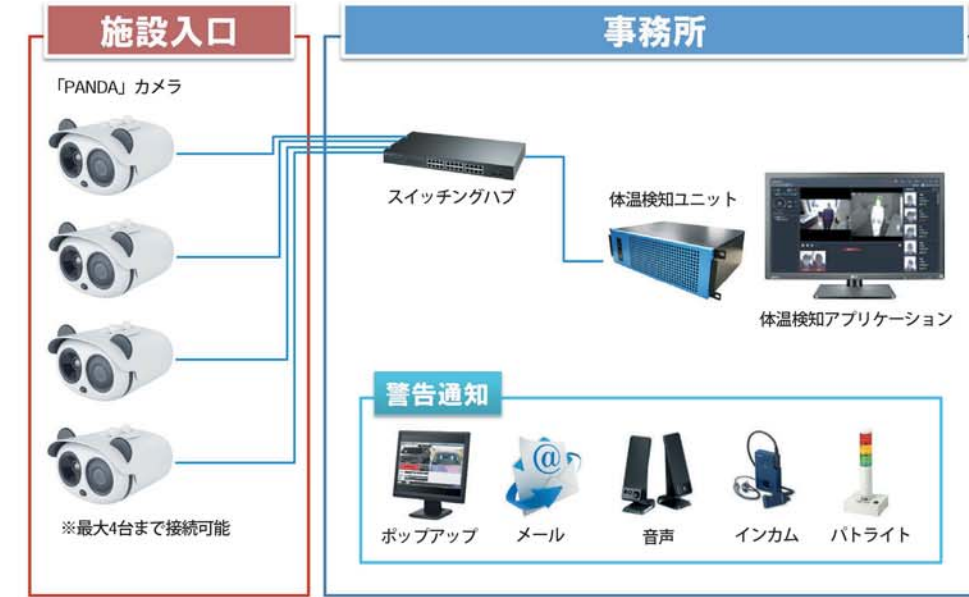 施設入口
事務所
「PANDA」カメラ
スイッチングハブ
体温検知ユニット
体温検知アプリケーション
警告通知
@
ポップアップ
メール
音声
インカム
パトライト
※最大4台まで接続可能